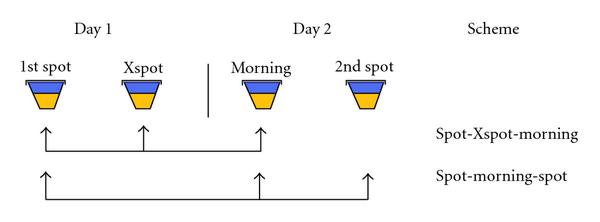 Day 1 Day 2 Scheme
1st spot Xspot Morning 2nd spot
Spot-Xspot-morning
Spot-morning-spot